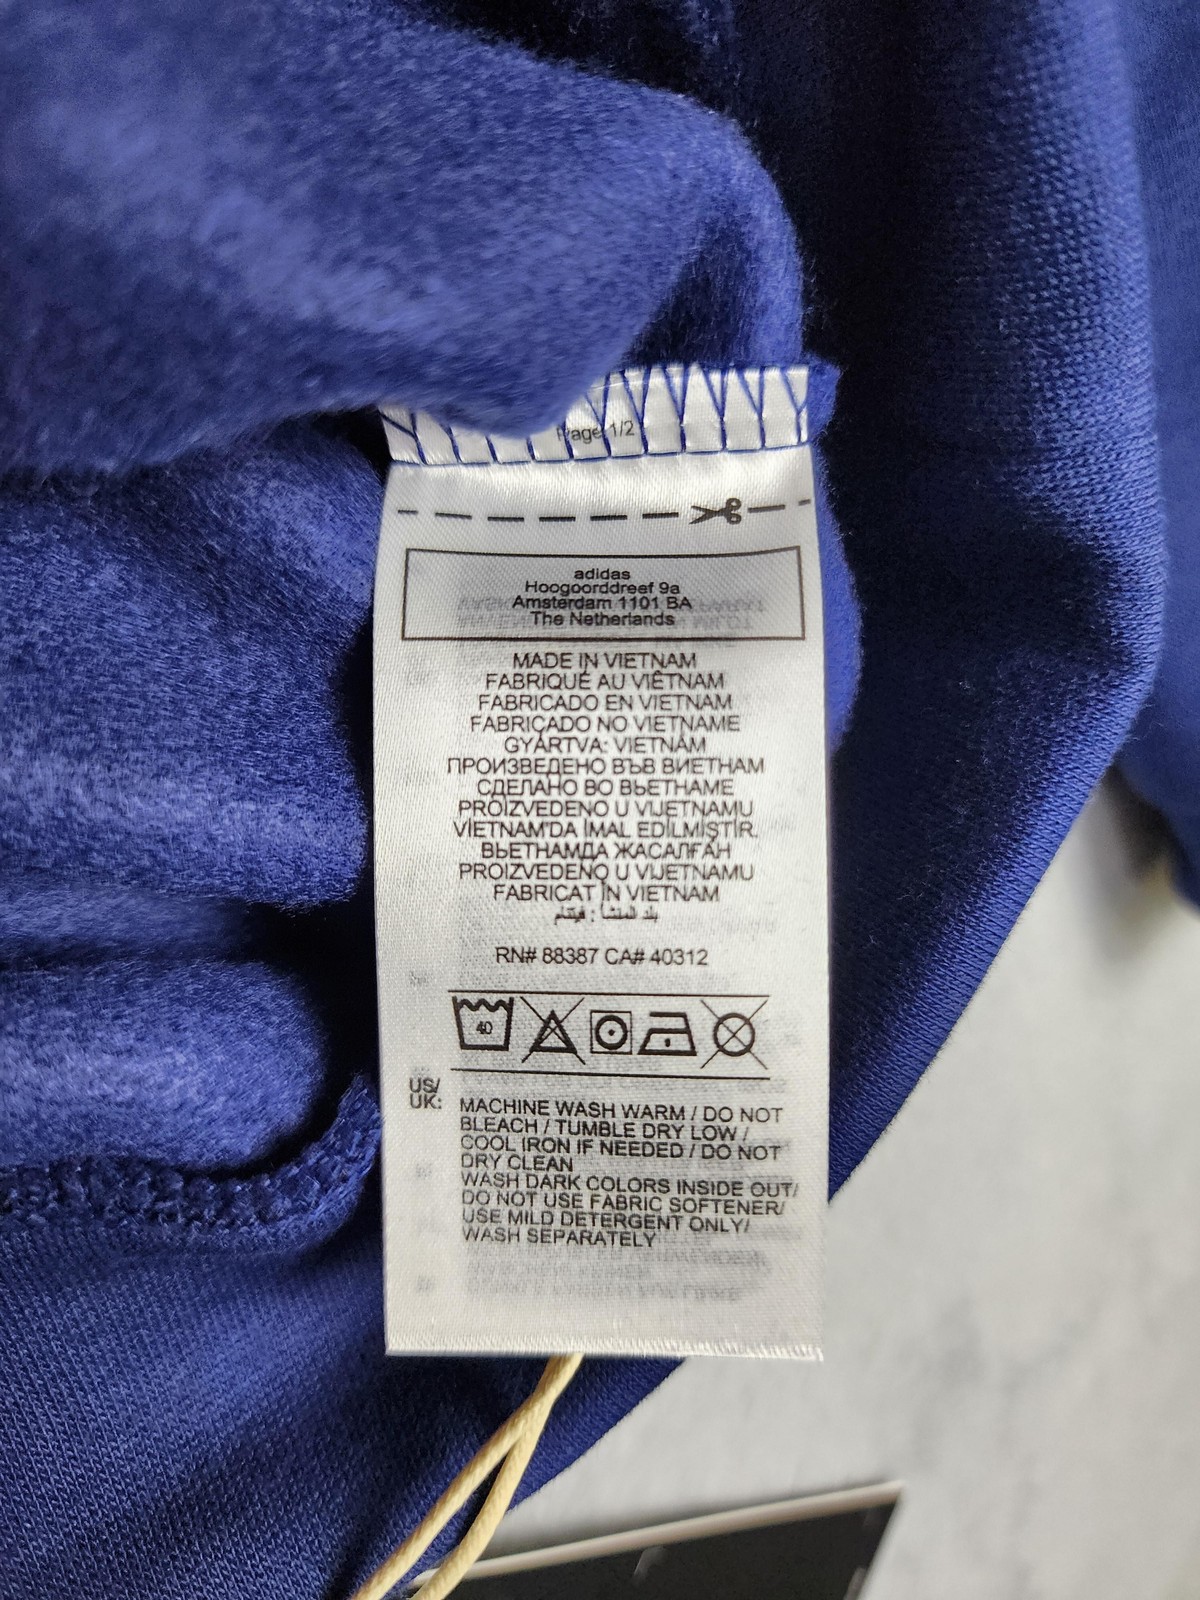 Page 1/2
adidas
Hoogoorddreef 9a
Amsterdam 1101 BA
The Netherlands
MADE IN VIETNAM
FABRIQUÉ AU VIÊTNAM
FABRICADO EN VIETNAM
FABRICADO NO VIETNAME
GYÁRTVA: VIETNÁM
ПРОИЗВЕДЕНО ВЪВ ВИЕТНАМ
СДЕЛАНО ВО ВЬЕТНАМЕ
PROIZVEDENO U VIJETNAMU
VİETNAM'DA İMAL EDİLMİŞTİR.
ВЬЕТНАМДА ЖАСАЛҒАН
PROIZVEDENO U VIJETNAMU
FABRICAT ÎN VIETNAM
بلد المنشأ : فيتنام
RN# 88387 CA# 40312
40
US/
UK:
MACHINE WASH WARM / DO NOT
BLEACH / TUMBLE DRY LOW /
COOL IRON IF NEEDED / DO NOT
DRY CLEAN
WASH DARK COLORS INSIDE OUT/
DO NOT USE FABRIC SOFTENER/
USE MILD DETERGENT ONLY/
WASH SEPARATELY